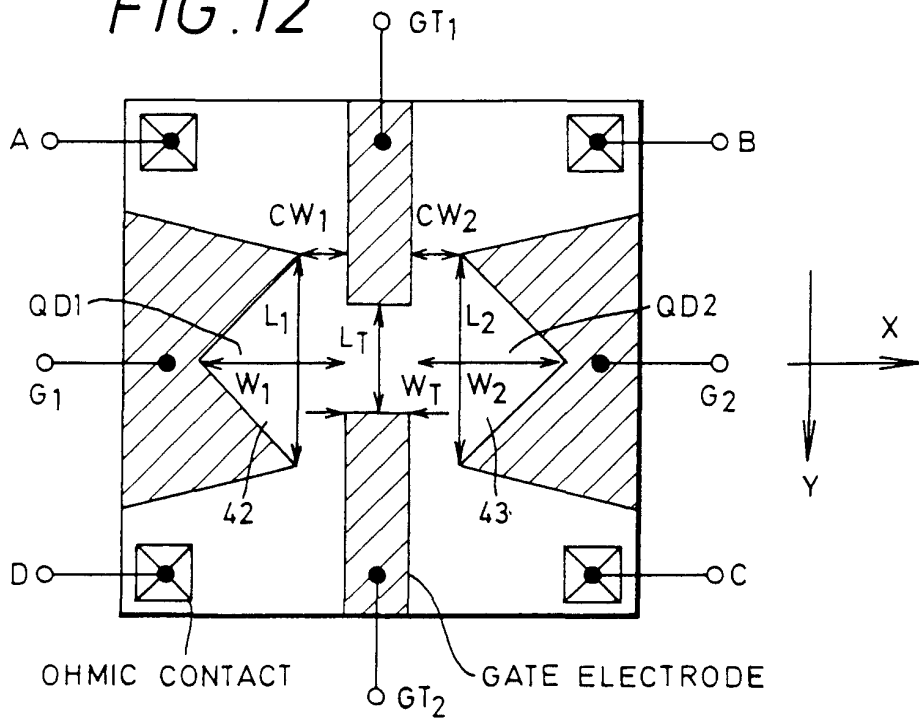 FIG.12
GT1
A
B
CW1
CW2
QD1
L1
LT
L2
QD2
X
G1
W1
WT
W2
G2
42
43
Y
D
C
OHMIC CONTACT
GATE ELECTRODE
GT2